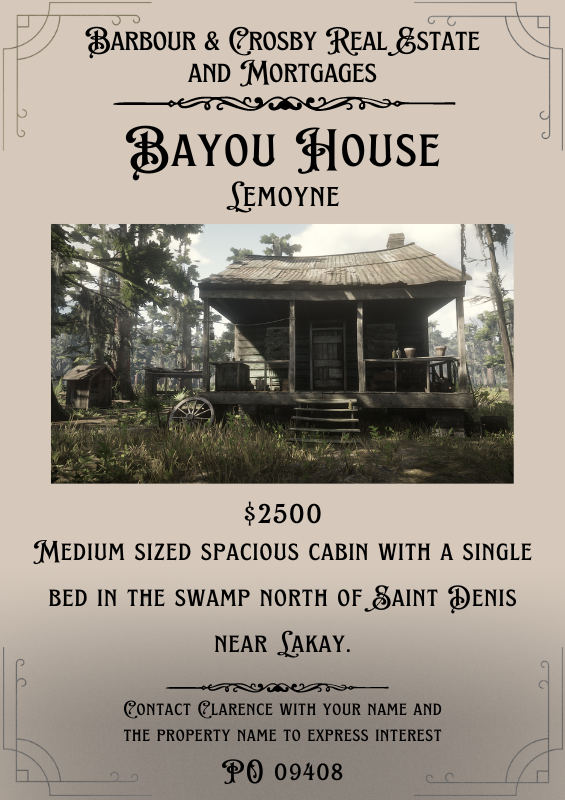 Barbour & Crosby Real Estate
and Mortgages
Bayou House
Lemoyne
$2500
Medium sized spacious cabin with a single
bed in the swamp north of Saint Denis
near Lakay.
Contact Clarence with your name and
the property name to express interest
PO 09408